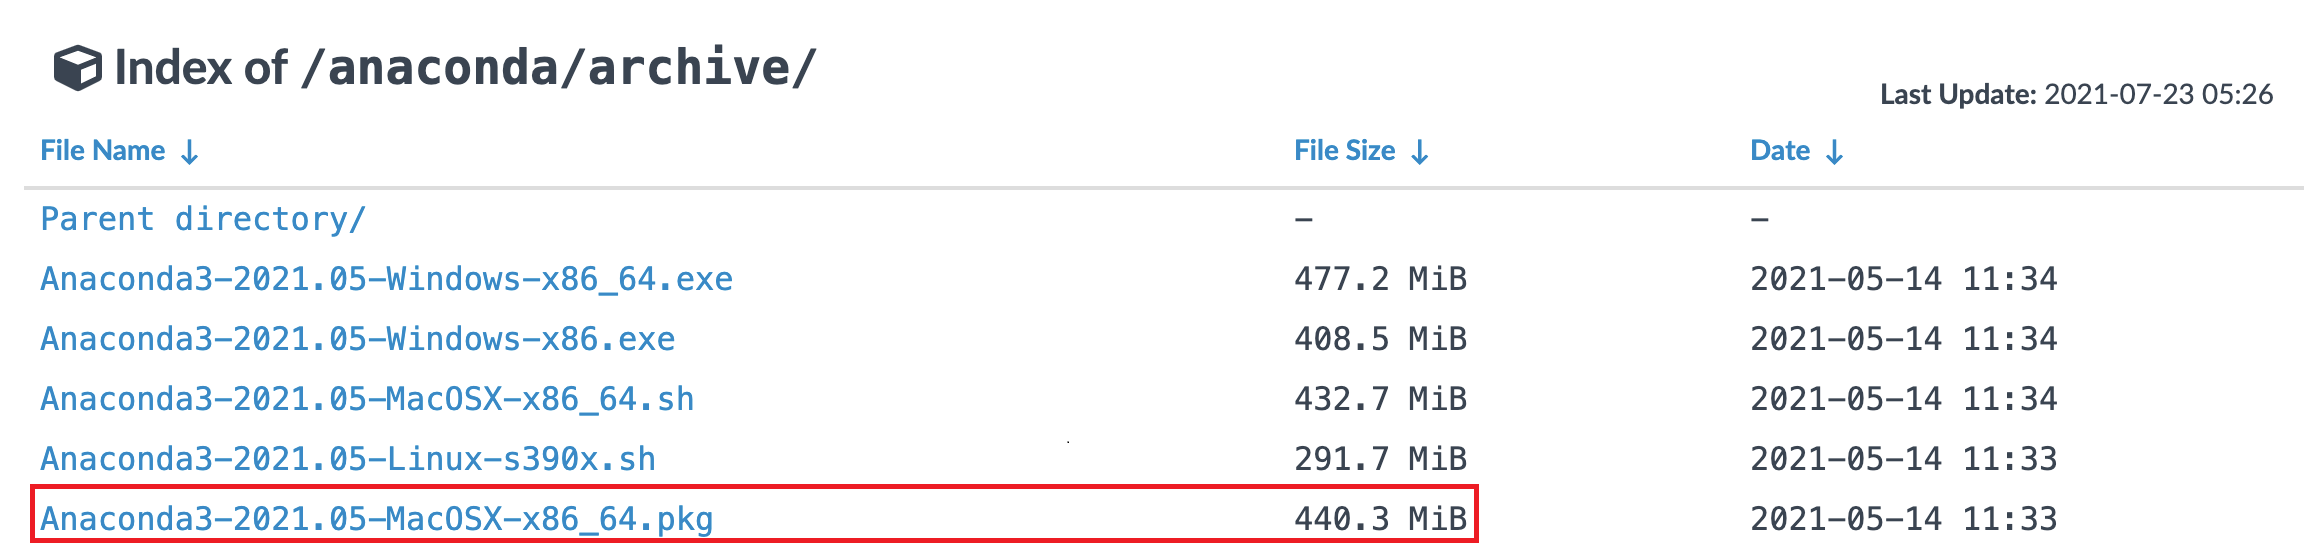 Index of /anaconda/archive/
Last Update: 2021-07-23 05:26
File Name ↓ File Size ↓ Date ↓
Parent directory/ - -
Anaconda3-2021.05-Windows-x86_64.exe 477.2 MiB 2021-05-14 11:34
Anaconda3-2021.05-Windows-x86.exe 408.5 MiB 2021-05-14 11:34
Anaconda3-2021.05-MacOSX-x86_64.sh 432.7 MiB 2021-05-14 11:34
Anaconda3-2021.05-Linux-s390x.sh 291.7 MiB 2021-05-14 11:33
Anaconda3-2021.05-MacOSX-x86_64.pkg 440.3 MiB 2021-05-14 11:33